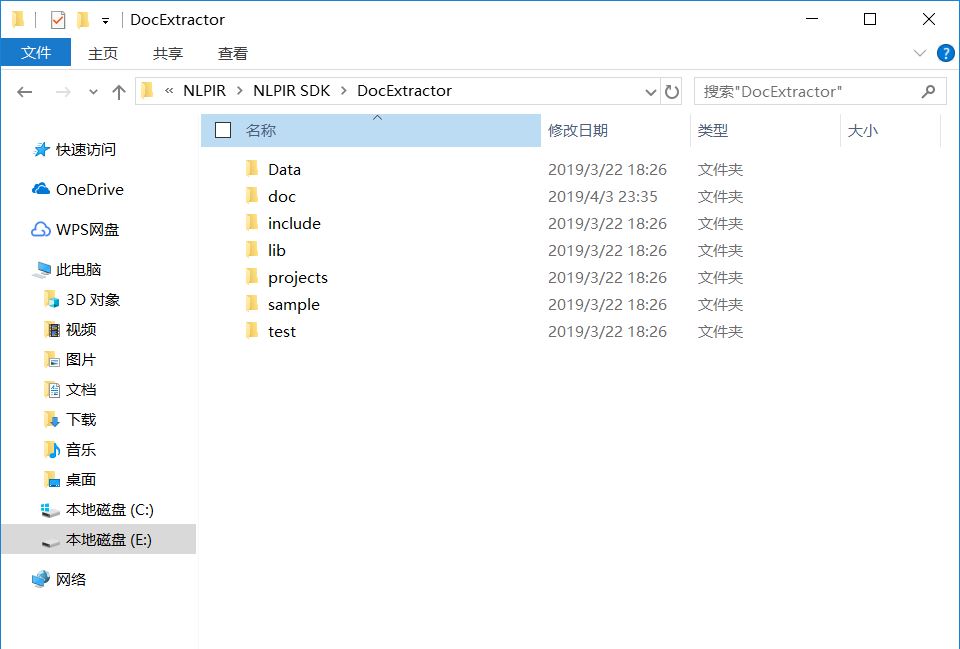 DocExtractor
文件 主页 共享 查看
« NLPIR › NLPIR SDK › DocExtractor 搜索"DocExtractor"
名称 修改日期 类型 大小
快速访问
OneDrive
WPS网盘
此电脑
3D 对象
视频
图片
文档
下载
音乐
桌面
本地磁盘 (C:)
本地磁盘 (E:)
网络
Data 2019/3/22 18:26 文件夹
doc 2019/4/3 23:35 文件夹
include 2019/3/22 18:26 文件夹
lib 2019/3/22 18:26 文件夹
projects 2019/3/22 18:26 文件夹
sample 2019/3/22 18:26 文件夹
test 2019/3/22 18:26 文件夹